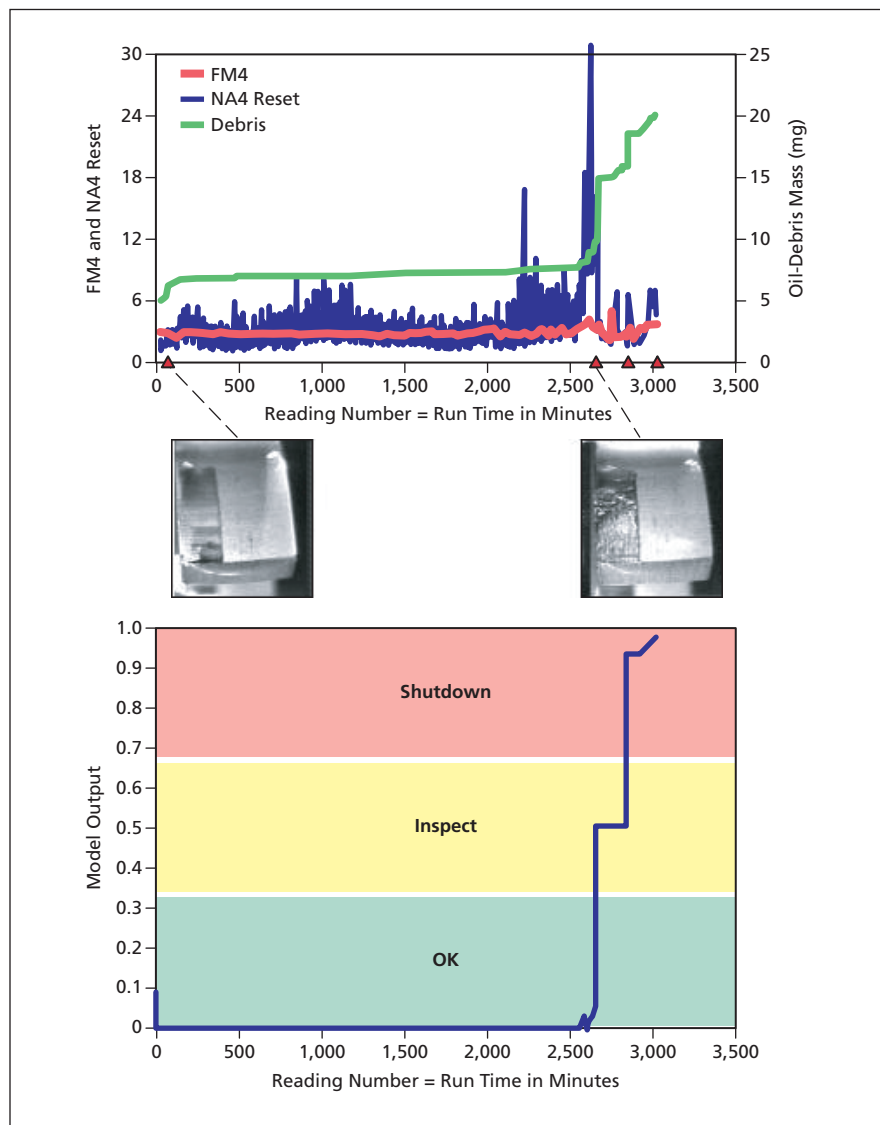 30
24
18
12
6
0
FM4 and NA4 Reset
FM4
NA4 Reset
Debris
25
20
15
10
5
0
Oil-Debris Mass (mg)
0 500 1,000 1,500 2,000 2,500 3,000 3,500
Reading Number = Run Time in Minutes
1.0
0.9
0.8
0.7
0.6
0.5
0.4
0.3
0.2
0.1
0
Model Output
Shutdown
Inspect
OK
0 500 1,000 1,500 2,000 2,500 3,000 3,500
Reading Number = Run Time in Minutes